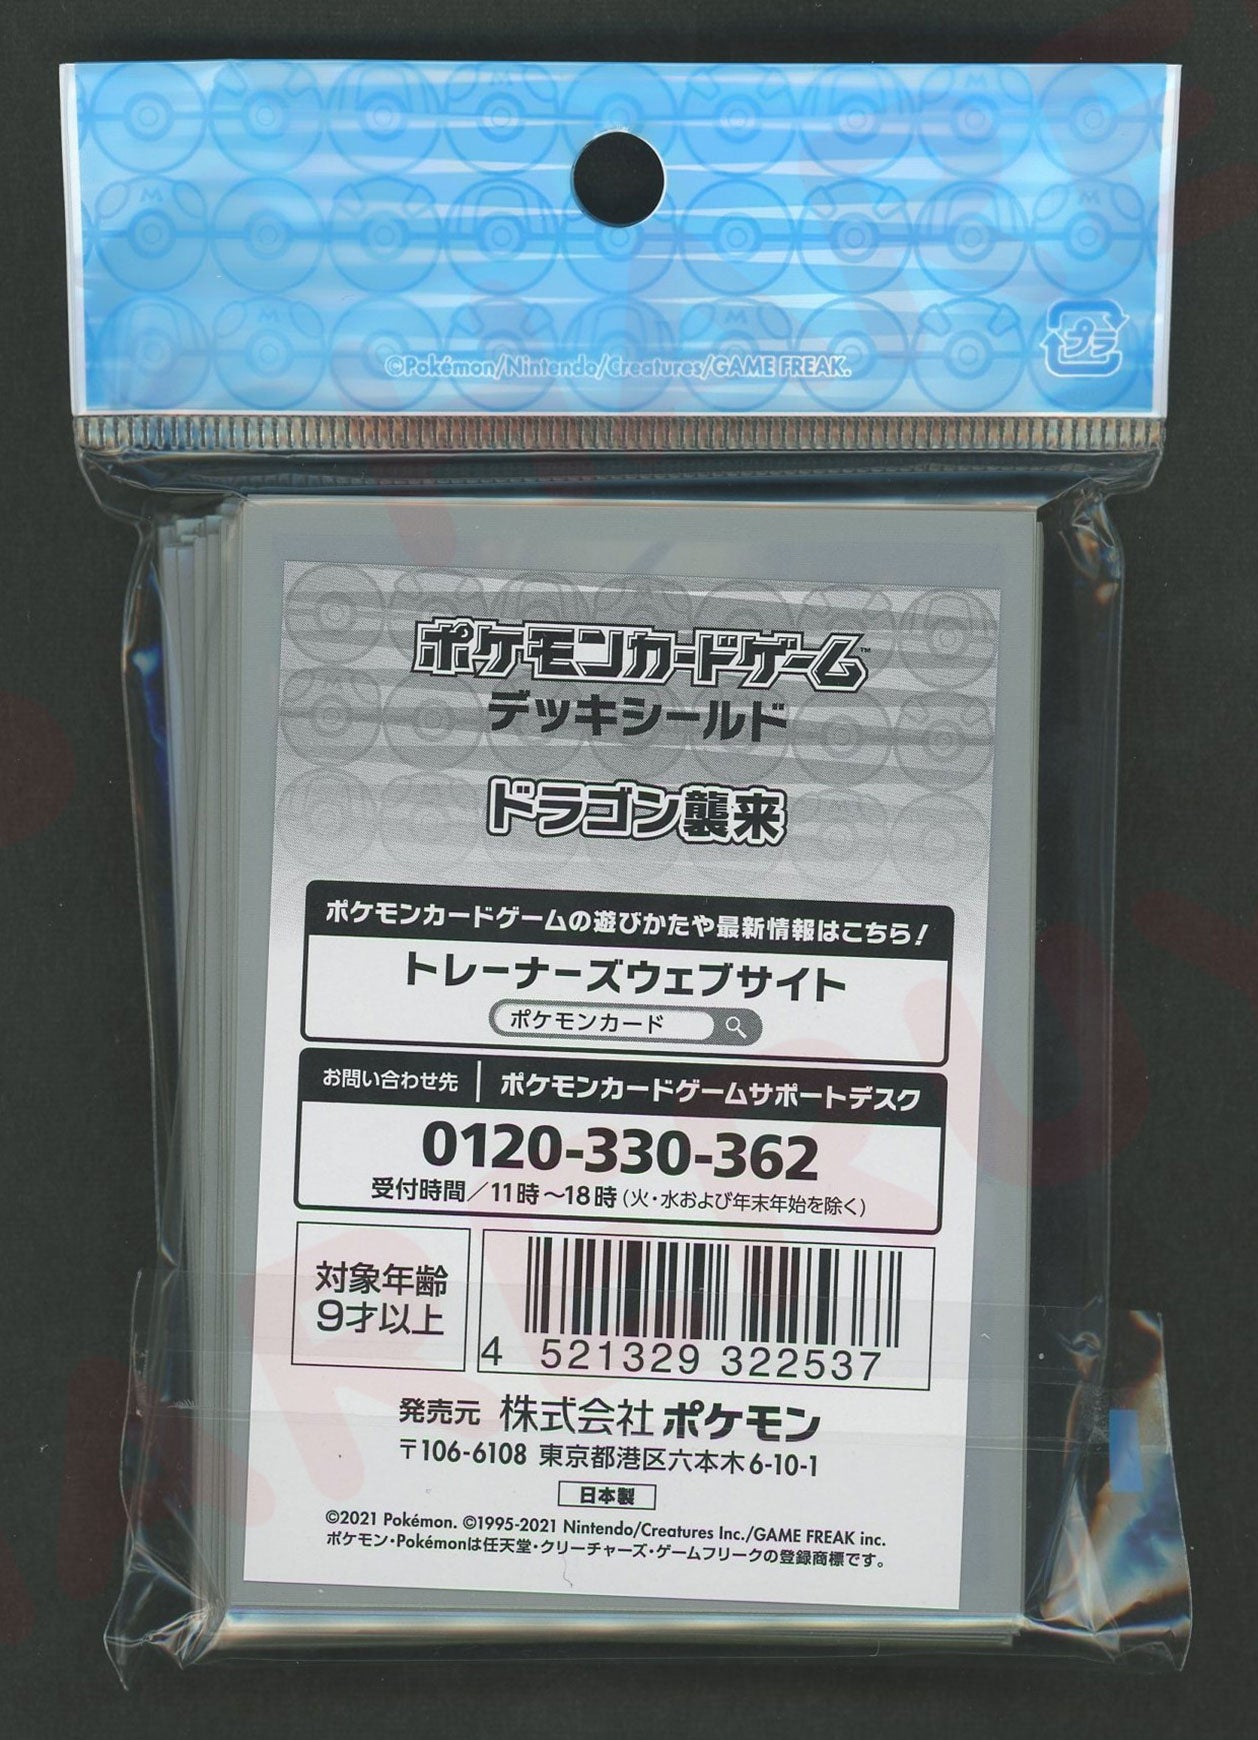 ©Pokémon/Nintendo/Creatures/GAME FREAK.
プラ
ポケモンカードゲーム™
デッキシールド
ドラゴン襲来
ポケモンカードゲームの遊びかたや最新情報はこちら!
トレーナーズウェブサイト
ポケモンカード
お問い合わせ先 ポケモンカードゲームサポートデスク
0120-330-362
受付時間/11時~18時(火・水および年末年始を除く)
対象年齢
9才以上
4 521329 322537
発売元 株式会社ポケモン
〒106-6108 東京都港区六本木6-10-1
日本製
©2021 Pokémon. ©1995-2021 Nintendo/Creatures Inc./GAME FREAK inc.
ポケモン・Pokémonは任天堂・クリーチャーズ・ゲームフリークの登録商標です。